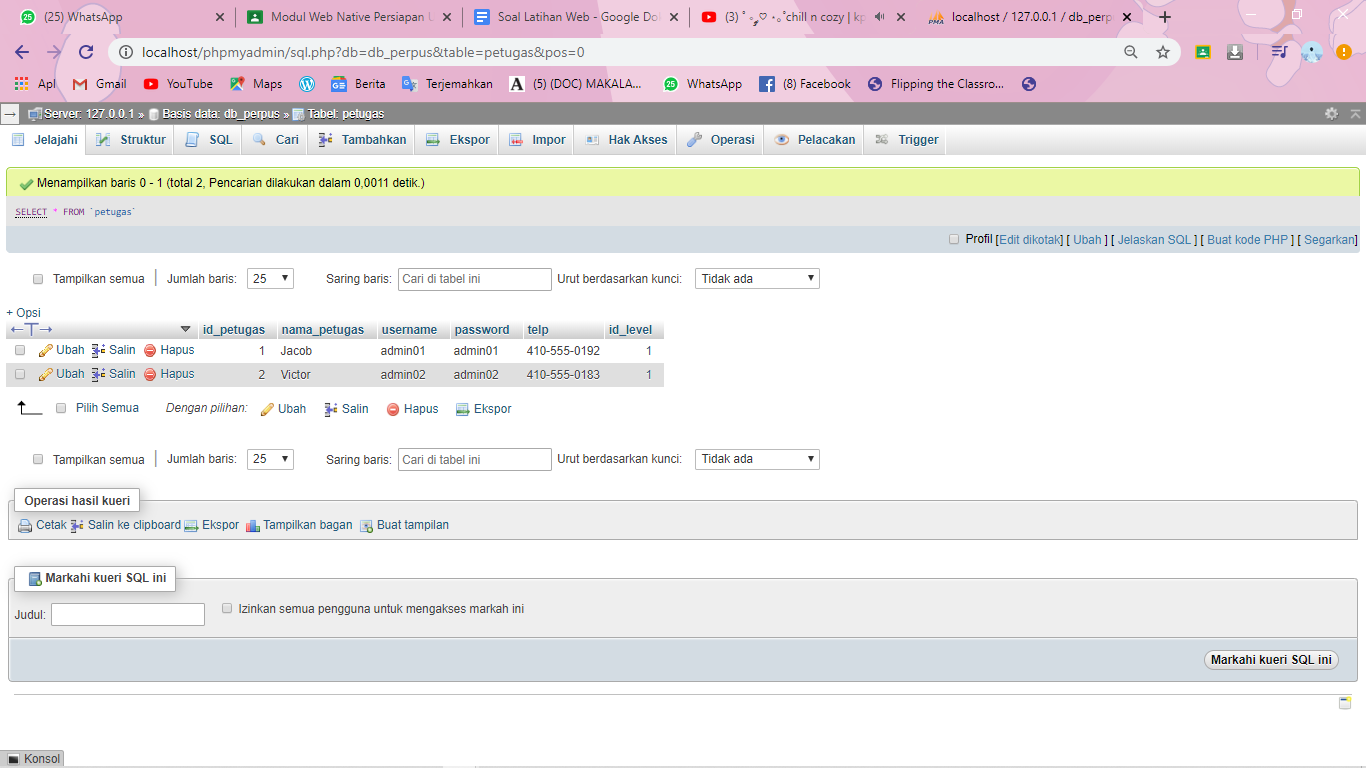 (25) WhatsApp
Modul Web Native Persiapan U
Soal Latihan Web - Google Do
chill n cozy | kp
localhost / 127.0.0.1 / db_perp
localhost/phpmyadmin/sql.php?db=db_perpus&table=petugas&pos=0
Apl Gmail YouTube Maps Berita Terjemahkan (5) (DOC) MAKALA... WhatsApp (8) Facebook Flipping the Classro...
Server: 127.0.0.1 » Basis data: db_perpus » Tabel: petugas
Jelajahi Struktur SQL Cari Tambahkan Ekspor Impor Hak Akses Operasi Pelacakan Trigger
Menampilkan baris 0 - 1 (total 2, Pencarian dilakukan dalam 0,0011 detik.)
SELECT * FROM `petugas`
Profil [Edit dikotak] [ Ubah ] [ Jelaskan SQL ] [ Buat kode PHP ] [ Segarkan]
Tampilkan semua | Jumlah baris: 25 Saring baris: Cari di tabel ini Urut berdasarkan kunci: Tidak ada
+ Opsi
←T→ id_petugas nama_petugas username password telp id_level
Ubah Salin Hapus 1 Jacob admin01 admin01 410-555-0192 1
Ubah Salin Hapus 2 Victor admin02 admin02 410-555-0183 1
Pilih Semua Dengan pilihan: Ubah Salin Hapus Ekspor
Tampilkan semua | Jumlah baris: 25 Saring baris: Cari di tabel ini Urut berdasarkan kunci: Tidak ada
Operasi hasil kueri
Cetak Salin ke clipboard Ekspor Tampilkan bagan Buat tampilan
Markahi kueri SQL ini
Judul: Izinkan semua pengguna untuk mengakses markah ini
Markahi kueri SQL ini
Konsol